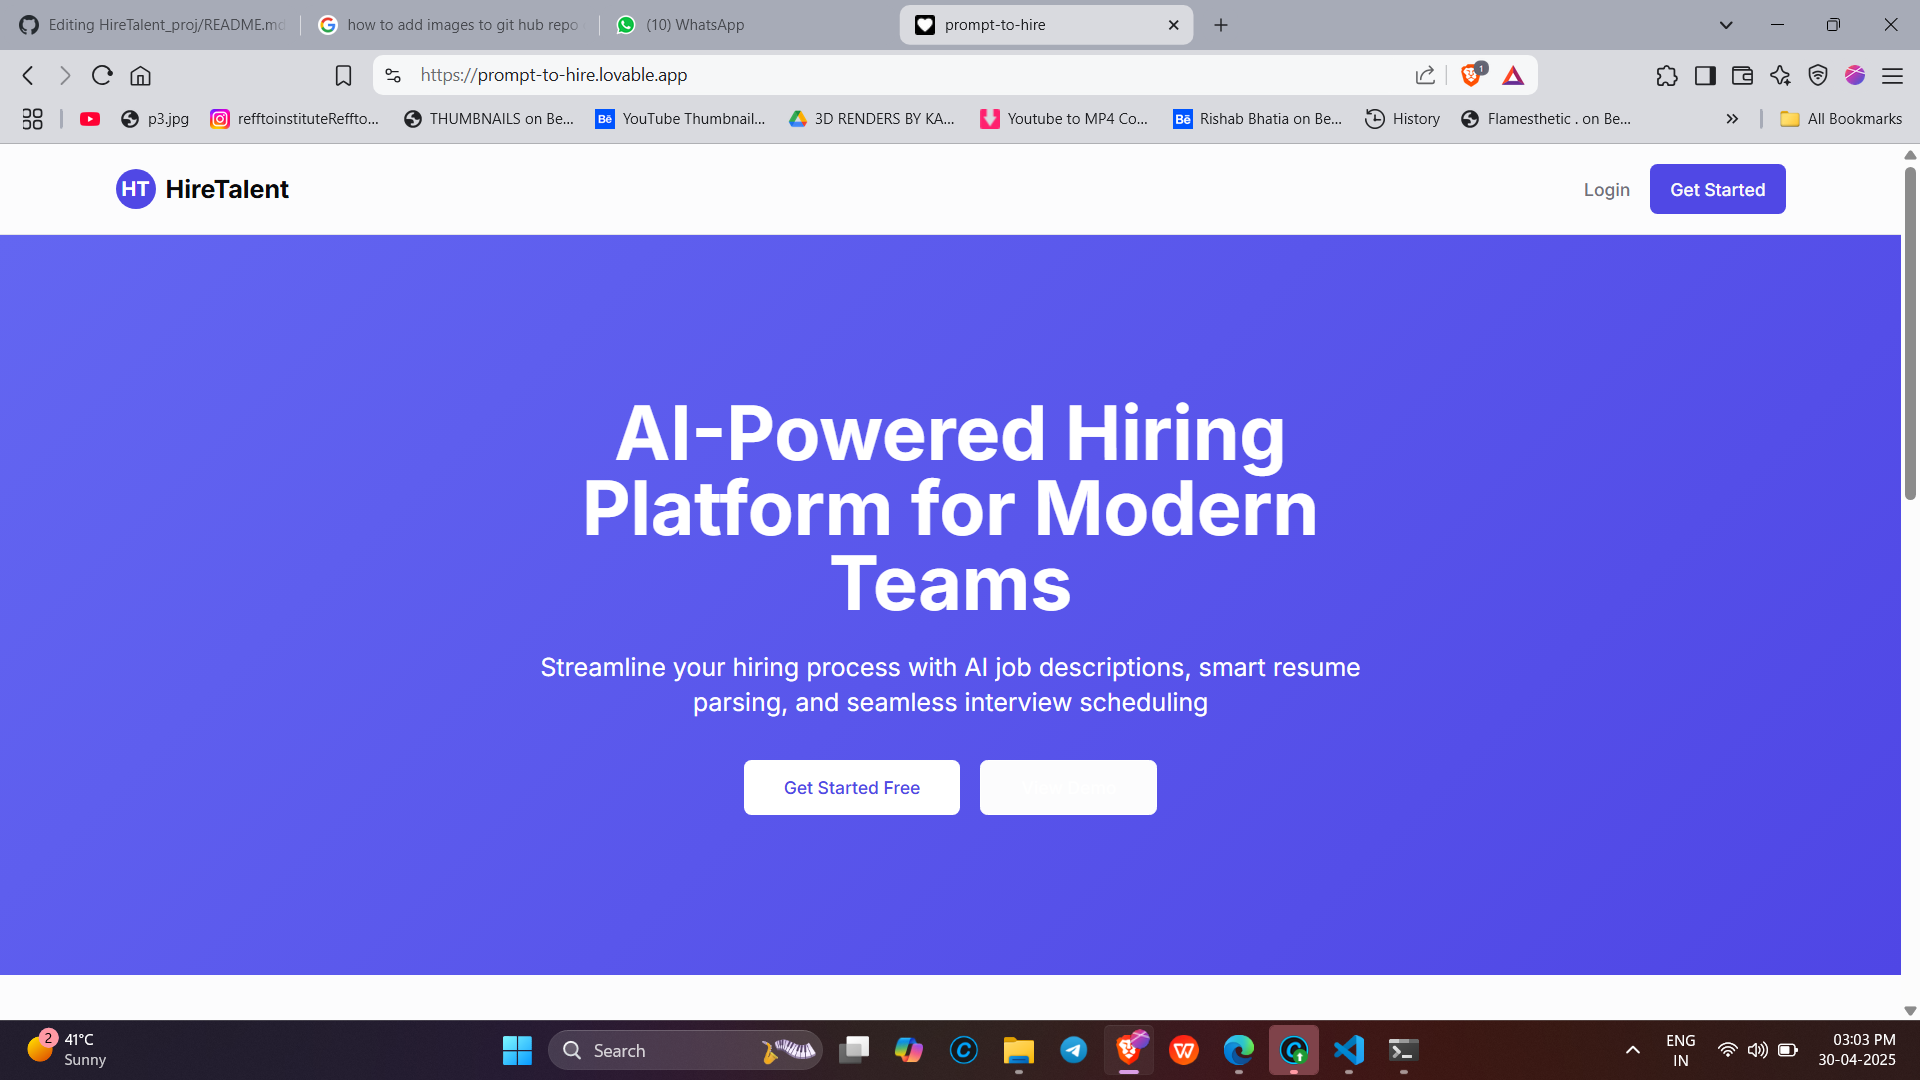 Editing HireTalent_proj/README.md
how to add images to git hub repo
(10) WhatsApp
prompt-to-hire
https://prompt-to-hire.lovable.app
1
p3.jpg
refftoinstituteReffto...
THUMBNAILS on Be...
Bē
YouTube Thumbnail...
3D RENDERS BY KA...
Youtube to MP4 Co...
Bē
Rishab Bhatia on Be...
History
Flamesthetic . on Be...
All Bookmarks
HT
HireTalent
Login
Get Started
AI-Powered Hiring
Platform for Modern
Teams
Streamline your hiring process with AI job descriptions, smart resume
parsing, and seamless interview scheduling
Get Started Free
2
41°C
Sunny
Search
ENG
IN
03:03 PM
30-04-2025